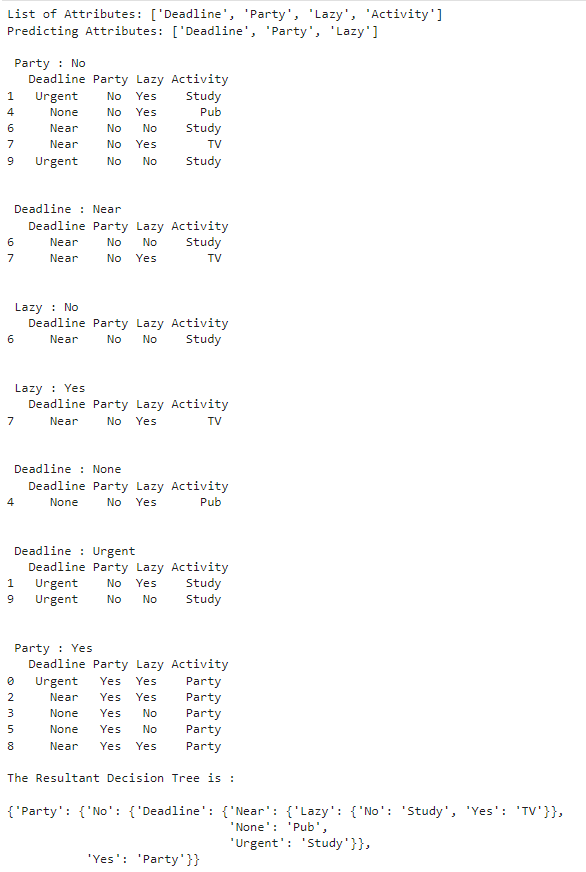 List of Attributes: ['Deadline', 'Party', 'Lazy', 'Activity']
Predicting Attributes: ['Deadline', 'Party', 'Lazy']
Party : No
Deadline Party Lazy Activity
1 Urgent No Yes Study
4 None No Yes Pub
6 Near No No Study
7 Near No Yes TV
9 Urgent No No Study
Deadline : Near
Deadline Party Lazy Activity
6 Near No No Study
7 Near No Yes TV
Lazy : No
Deadline Party Lazy Activity
6 Near No No Study
Lazy : Yes
Deadline Party Lazy Activity
7 Near No Yes TV
Deadline : None
Deadline Party Lazy Activity
4 None No Yes Pub
Deadline : Urgent
Deadline Party Lazy Activity
1 Urgent No Yes Study
9 Urgent No No Study
Party : Yes
Deadline Party Lazy Activity
0 Urgent Yes Yes Party
2 Near Yes Yes Party
3 None Yes No Party
5 None Yes No Party
8 Near Yes Yes Party
The Resultant Decision Tree is :
{'Party': {'No': {'Deadline': {'Near': {'Lazy': {'No': 'Study', 'Yes': 'TV'}},
'None': 'Pub',
'Urgent': 'Study'}},
'Yes': 'Party'}}